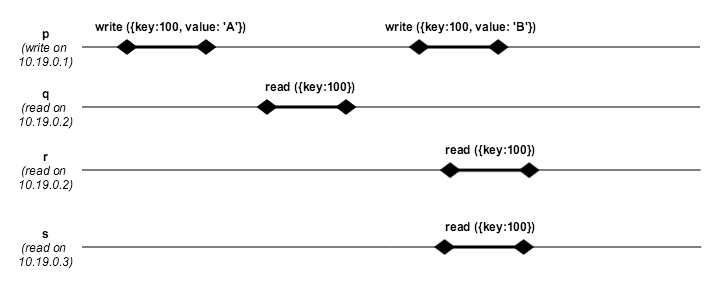 write ({key:100, value: 'A'})
write ({key:100, value: 'B'})
p
(write on
10.19.0.1)
read ({key:100})
q
(read on
10.19.0.2)
read ({key:100})
r
(read on
10.19.0.2)
read ({key:100})
s
(read on
10.19.0.3)